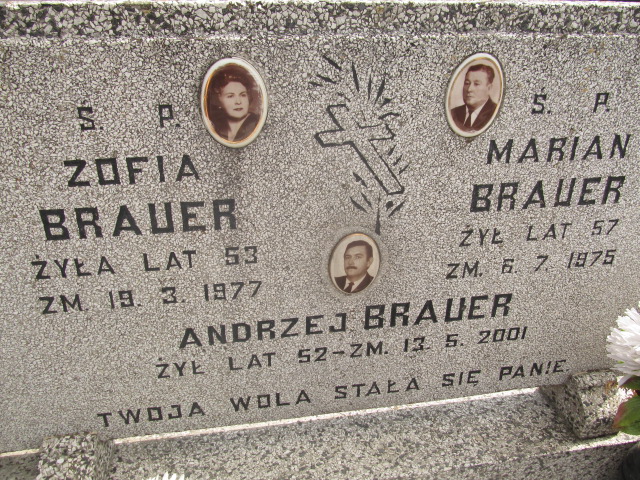 Ś. P.
ZOFIA
BRAUER
ŻYŁA LAT 53
ZM. 19. 3. 1977
Ś. P.
MARIAN
BRAUER
ŻYŁ LAT 57
ZM. 6. 7. 1975
ANDRZEJ BRAUER
ŻYŁ LAT 52-ZM. 13. 5. 2001
TWOJA WOLA STAŁA SIĘ PANIE.